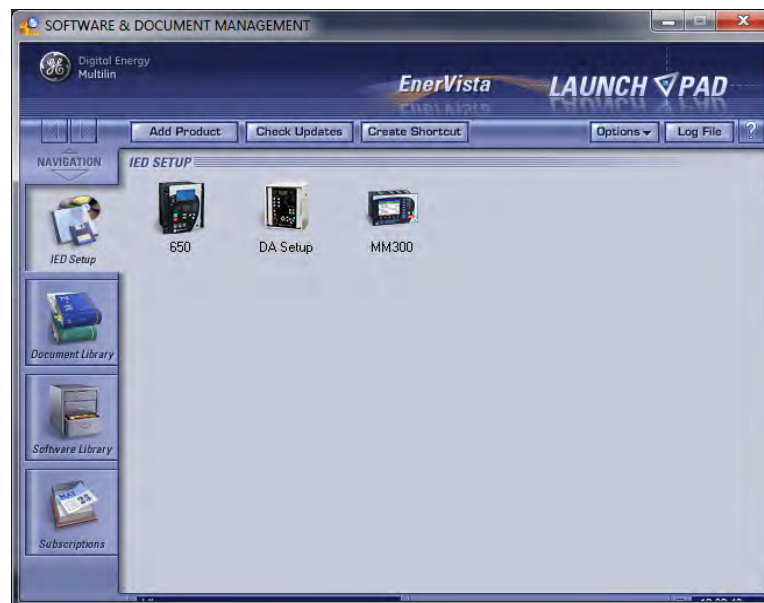 SOFTWARE & DOCUMENT MANAGEMENT
Digital Energy
Multilin
EnerVista LAUNCH PAD
Add Product Check Updates Create Shortcut Options Log File ?
NAVIGATION
IED SETUP
650 DA Setup MM300
IED Setup
Document Library
Software Library
MAY
Subscriptions